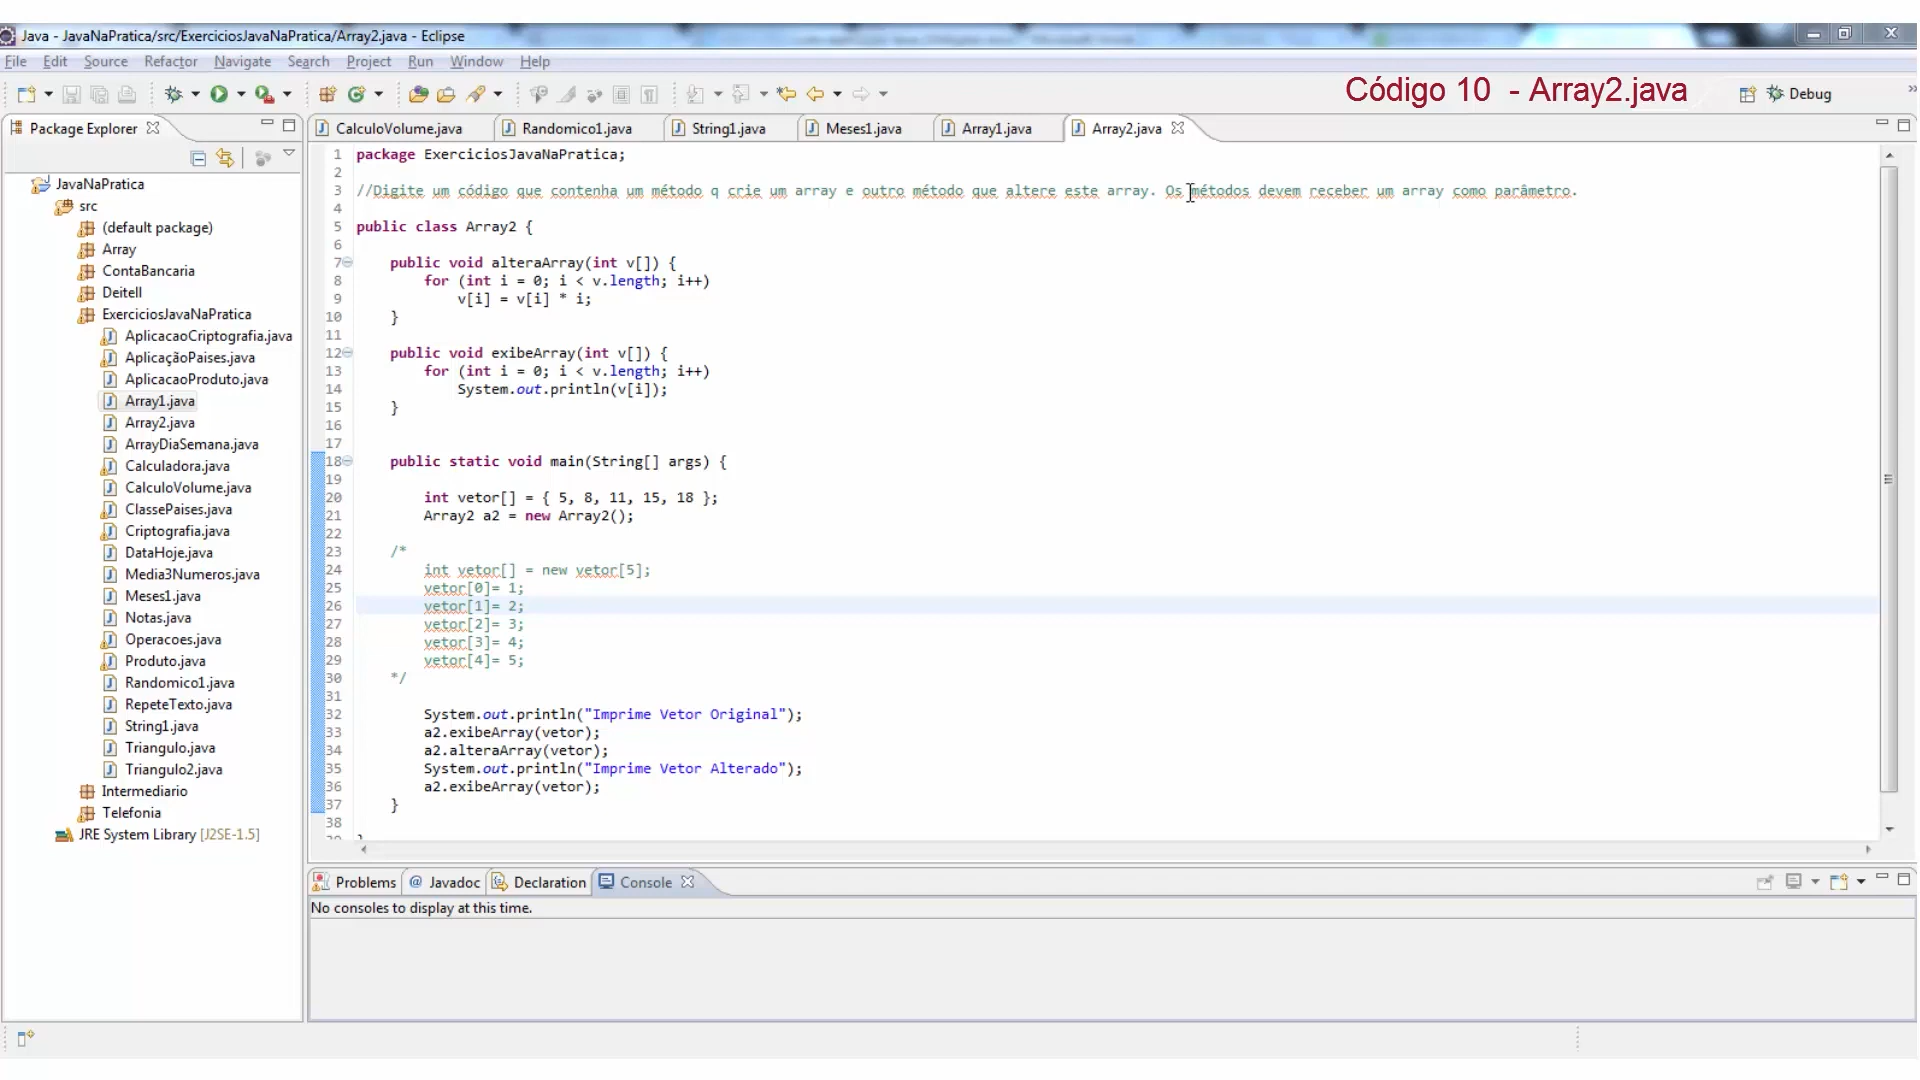 Java - JavaNaPratica/src/ExerciciosJavaNaPratica/Array2.java - Eclipse
File Edit Source Refactor Navigate Search Project Run Window Help
Código 10 - Array2.java
Debug
Package Explorer
CalculoVolume.java Randomico1.java String1.java Meses1.java Array1.java Array2.java
JavaNaPratica
src
(default package)
Array
ContaBancaria
Deitell
ExerciciosJavaNaPratica
AplicacaoCriptografia.java
AplicaçãoPaises.java
AplicacaoProduto.java
Array1.java
Array2.java
ArrayDiaSemana.java
Calculadora.java
CalculoVolume.java
ClassePaises.java
Criptografia.java
DataHoje.java
Media3Numeros.java
Meses1.java
Notas.java
Operacoes.java
Produto.java
Randomico1.java
RepeteTexto.java
String1.java
Triangulo.java
Triangulo2.java
Intermediario
Telefonia
JRE System Library [J2SE-1.5]
1 package ExerciciosJavaNaPratica;
2
3 //Digite um código que contenha um método q crie um array e outro método que altere este array. Os métodos devem receber um array como parâmetro.
4
5 public class Array2 {
6
7 public void alteraArray(int v[]) {
8 for (int i = 0; i < v.length; i++)
9 v[i] = v[i] * i;
10 }
11
12 public void exibeArray(int v[]) {
13 for (int i = 0; i < v.length; i++)
14 System.out.println(v[i]);
15 }
16
17
18 public static void main(String[] args) {
19
20 int vetor[] = { 5, 8, 11, 15, 18 };
21 Array2 a2 = new Array2();
22
23 /*
24 int vetor[] = new vetor[5];
25 vetor[0]= 1;
26 vetor[1]= 2;
27 vetor[2]= 3;
28 vetor[3]= 4;
29 vetor[4]= 5;
30 */
31
32 System.out.println("Imprime Vetor Original");
33 a2.exibeArray(vetor);
34 a2.alteraArray(vetor);
35 System.out.println("Imprime Vetor Alterado");
36 a2.exibeArray(vetor);
37 }
38
Problems @ Javadoc Declaration Console
No consoles to display at this time.